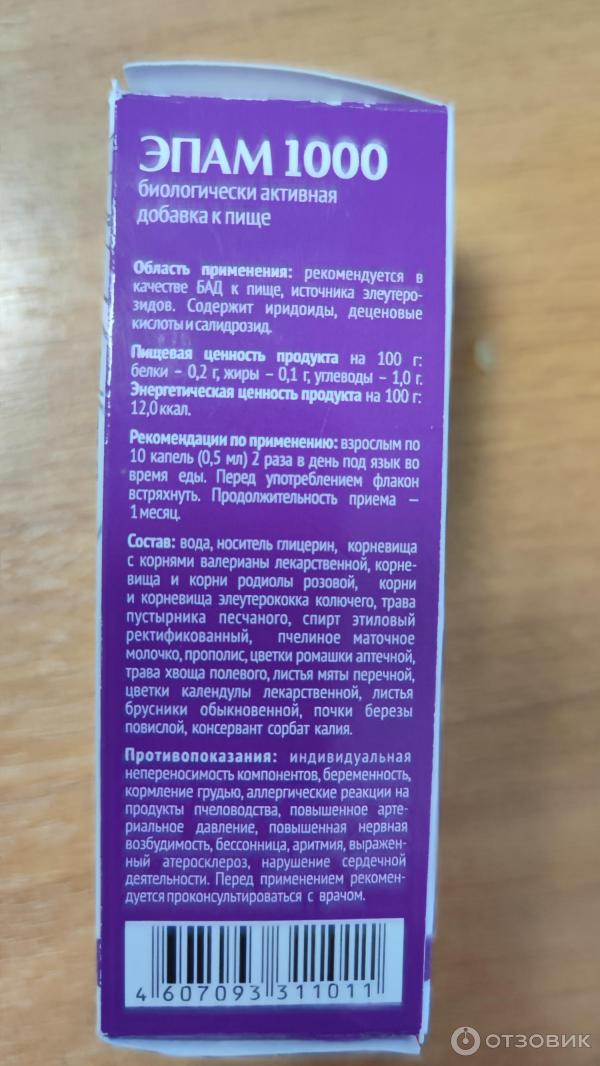 ЭПАМ 1000
биологически активная
добавка к пище
Область применения: рекомендуется в
качестве БАД к пище, источника элеутеро-
зидов. Содержит иридоиды, деценовые
кислоты и салидрозид.
Пищевая ценность продукта на 100 г:
белки – 0,2 г, жиры – 0,1 г, углеводы – 1,0 г.
Энергетическая ценность продукта на 100 г:
12,0 ккал.
Рекомендации по применению: взрослым по
10 капель (0,5 мл) 2 раза в день под язык во
время еды. Перед употреблением флакон
встряхнуть. Продолжительность приема —
1 месяц.
Состав: вода, носитель глицерин, корневища
с корнями валерианы лекарственной, корне-
вища и корни родиолы розовой, корни
и корневища элеутерококка колючего, трава
пустырника песчаного, спирт этиловый
ректификованный, пчелиное маточное
молочко, прополис, цветки ромашки аптечной,
трава хвоща полевого, листья мяты перечной,
цветки календулы лекарственной, листья
брусники обыкновенной, почки березы
повислой, консервант сорбат калия.
Противопоказания: индивидуальная
непереносимость компонентов, беременность,
кормление грудью, аллергические реакции на
продукты пчеловодства, повышенное арте-
риальное давление, повышенная нервная
возбудимость, бессонница, аритмия, выражен-
ный атеросклероз, нарушение сердечной
деятельности. Перед применением рекомен-
дуется проконсультироваться с врачом.
4 607093 311011
ОТЗОВИК